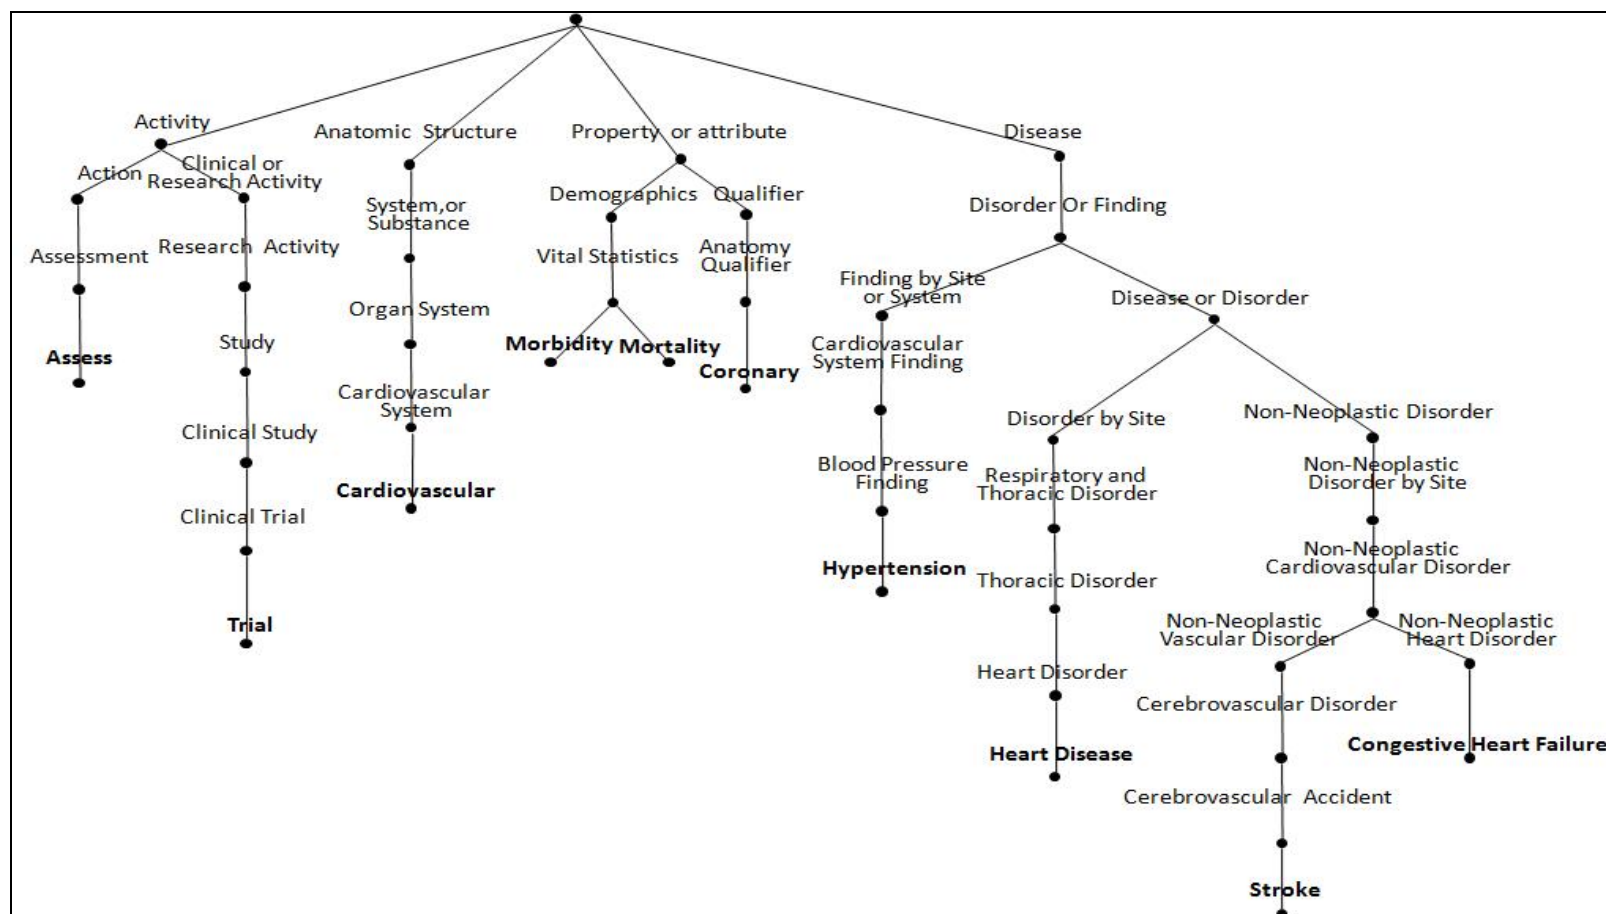 Activity
Anatomic Structure
Property or attribute
Disease
Action
Clinical or
Research Activity
Demographics
Qualifier
System,or
Substance
Disorder Or Finding
Assessment
Research Activity
Vital Statistics
Anatomy
Qualifier
Finding by Site
or System
Disease or Disorder
Organ System
Study
Assess
Morbidity
Mortality
Coronary
Cardiovascular
System Finding
Cardiovascular
System
Disorder by Site
Non-Neoplastic Disorder
Clinical Study
Blood Pressure
Finding
Respiratory and
Thoracic Disorder
Non-Neoplastic
Disorder by Site
Cardiovascular
Clinical Trial
Non-Neoplastic
Cardiovascular Disorder
Hypertension
Thoracic Disorder
Trial
Non-Neoplastic
Vascular Disorder
Non-Neoplastic
Heart Disorder
Heart Disorder
Cerebrovascular Disorder
Heart Disease
Congestive Heart Failure
Cerebrovascular Accident
Stroke